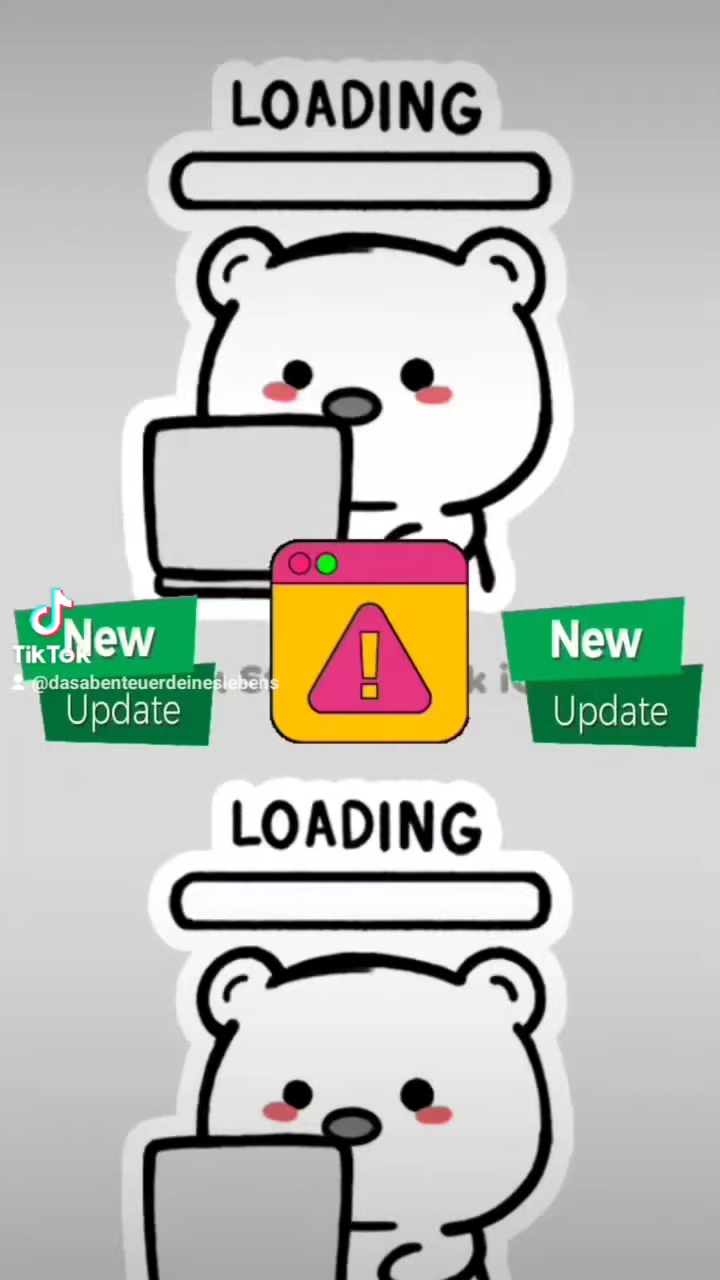 LOADING
New
Update
TikTok
@dasabenteuerdeineslebens
New
Update
LOADING